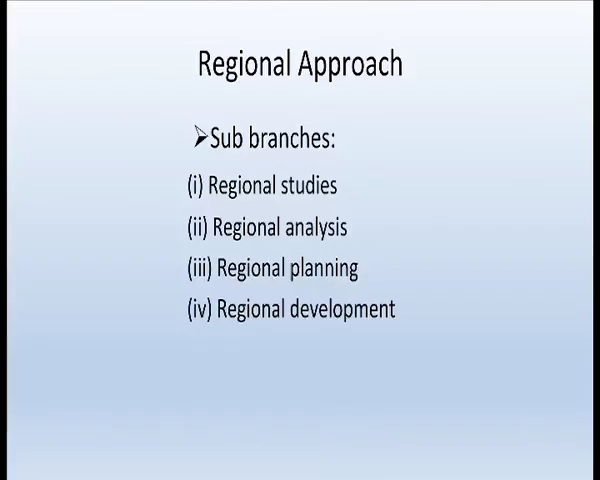 Regional Approach
➢Sub branches:
(i) Regional studies
(ii) Regional analysis
(iii) Regional planning
(iv) Regional development